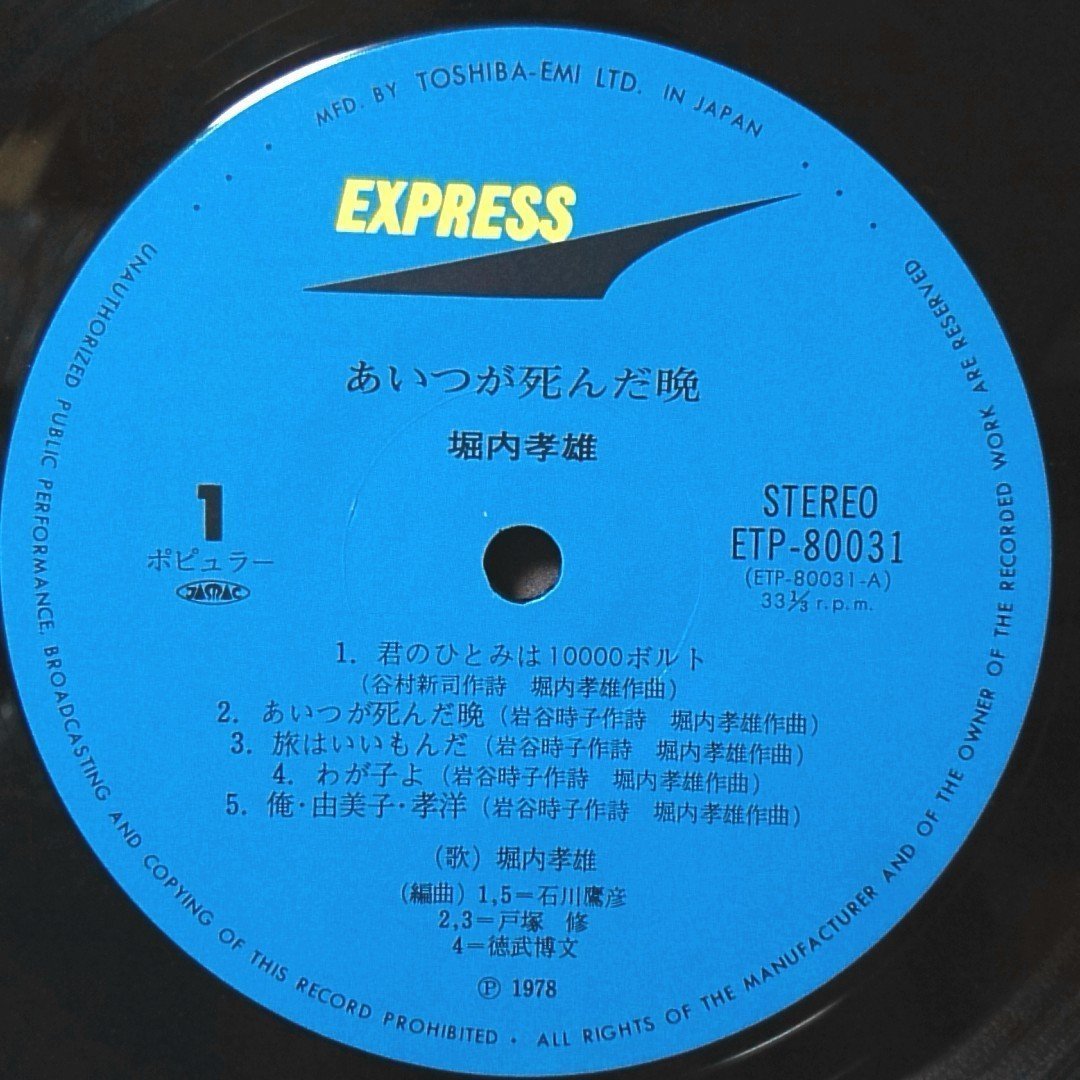 MFD. BY TOSHIBA-EMI LTD. IN JAPAN
EXPRESS
あいつが死んだ晩
堀内孝雄
1
ポピュラー
JASRAC
STEREO
ETP-80031
(ETP-80031-A)
33⅓ r.p.m.
1. 君のひとみは10000ボルト
(谷村新司作詩 堀内孝雄作曲)
2. あいつが死んだ晩 (岩谷時子作詩 堀内孝雄作曲)
3. 旅はいいもんだ (岩谷時子作詩 堀内孝雄作曲)
4. わが子よ (岩谷時子作詩 堀内孝雄作曲)
5. 俺・由美子・孝洋 (岩谷時子作詩 堀内孝雄作曲)
(歌) 堀内孝雄
(編曲) 1,5=石川鷹彦
2,3=戸塚 修
4=徳武博文
Ⓟ 1978
UNAUTHORIZED PUBLIC PERFORMANCE, BROADCASTING AND COPYING OF THIS RECORD PROHIBITED · ALL RIGHTS OF THE MANUFACTURER AND OF THE OWNER OF THE RECORDED WORK ARE RESERVED